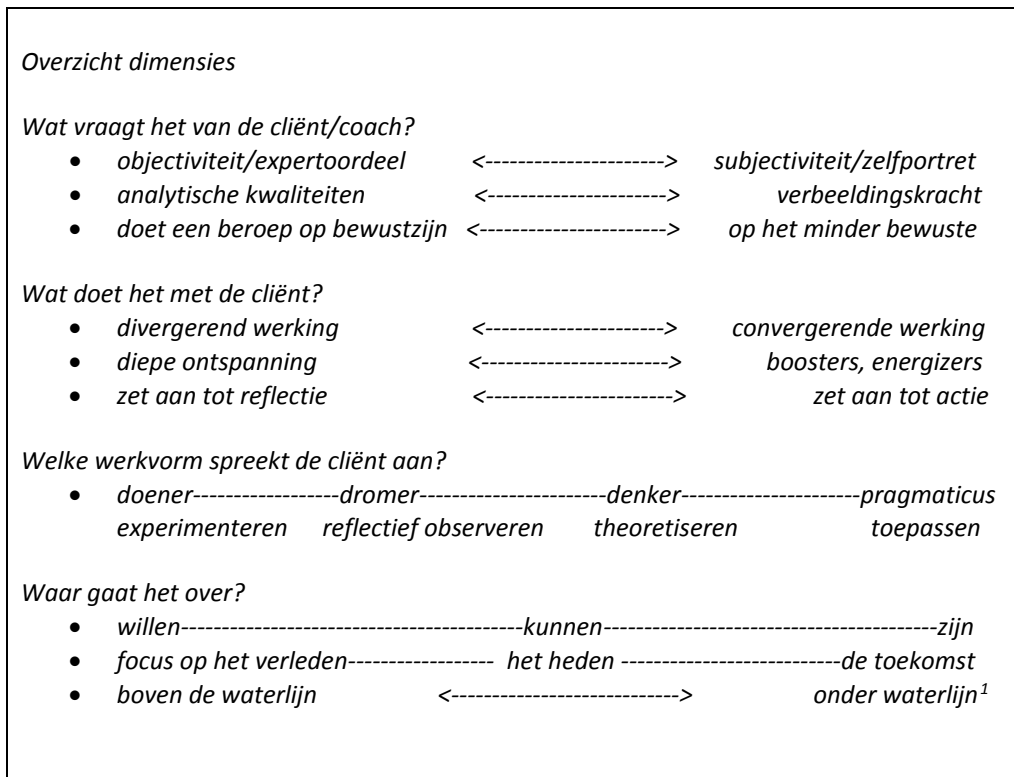 Overzicht dimensies
Wat vraagt het van de cliënt/coach?
• objectiviteit/expertoordeel <----------------------> subjectiviteit/zelfportret
• analytische kwaliteiten <-----------------------> verbeeldingskracht
• doet een beroep op bewustzijn <-----------------------> op het minder bewuste
Wat doet het met de cliënt?
• divergerend werking <----------------------> convergerende werking
• diepe ontspanning <-----------------------> boosters, energizers
• zet aan tot reflectie <-----------------------> zet aan tot actie
Welke werkvorm spreekt de cliënt aan?
• doener------------------dromer-----------------------denker----------------------pragmaticus
experimenteren reflectief observeren theoretiseren toepassen
Waar gaat het over?
• willen------------------------------------------kunnen-----------------------------------------zijn
• focus op het verleden------------------ het heden ---------------------------de toekomst
• boven de waterlijn <----------------------------> onder waterlijn¹